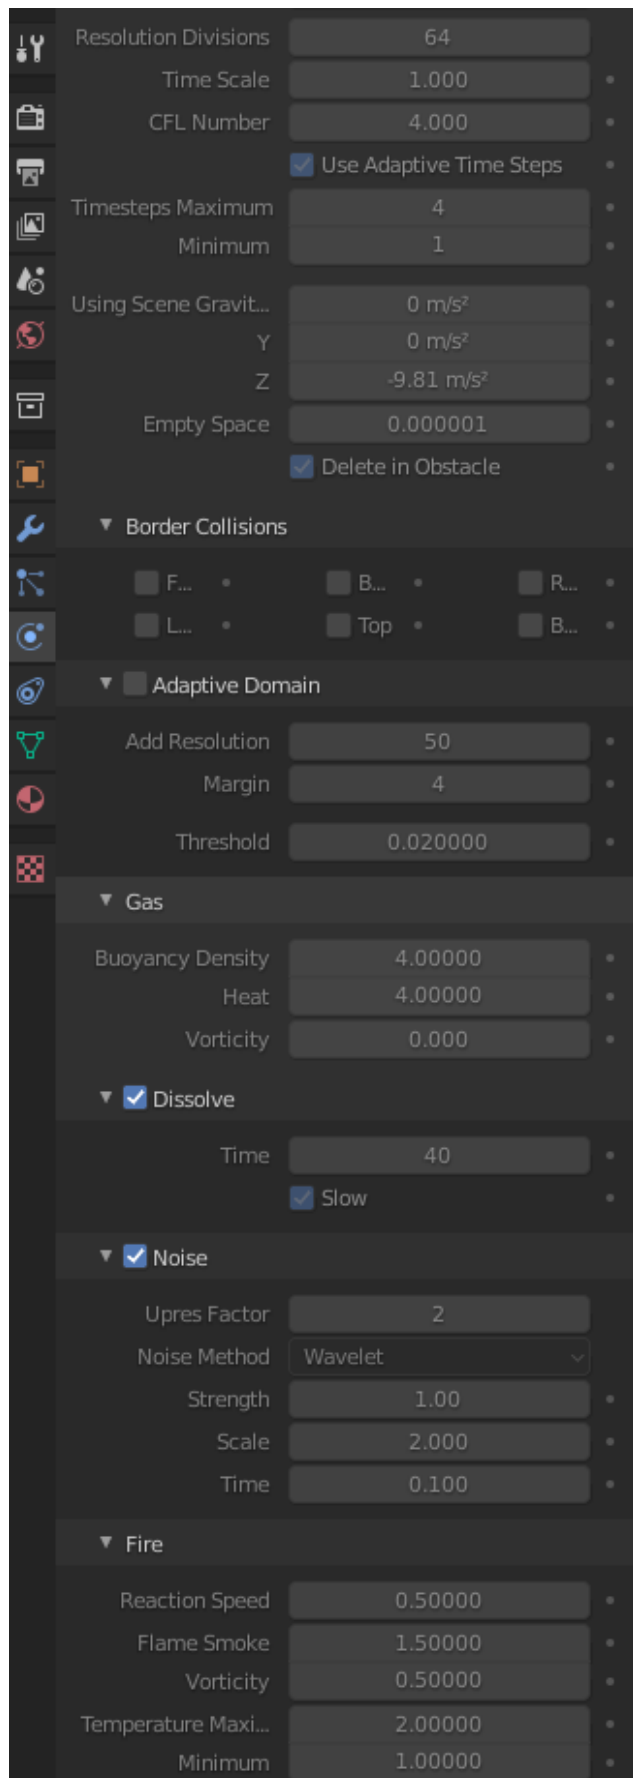 Resolution Divisions 64
Time Scale 1.000
CFL Number 4.000
Use Adaptive Time Steps
Timesteps Maximum 4
Minimum 1
Using Scene Gravit... 0 m/s²
Y 0 m/s²
Z -9.81 m/s²
Empty Space 0.000001
Delete in Obstacle
Border Collisions
F... B... R...
L... Top B...
Adaptive Domain
Add Resolution 50
Margin 4
Threshold 0.020000
Gas
Buoyancy Density 4.00000
Heat 4.00000
Vorticity 0.000
Dissolve
Time 40
Slow
Noise
Upres Factor 2
Noise Method Wavelet
Strength 1.00
Scale 2.000
Time 0.100
Fire
Reaction Speed 0.50000
Flame Smoke 1.50000
Vorticity 0.50000
Temperature Maxi... 2.00000
Minimum 1.00000